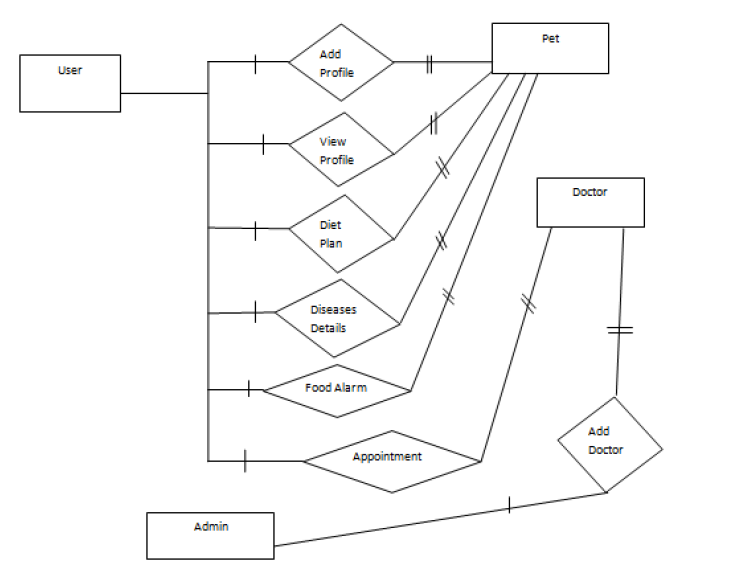 Pet
User
Add
Profile
View
Profile
Doctor
Diet
Plan
Diseases
Details
Food Alarm
Appointment
Add
Doctor
Admin